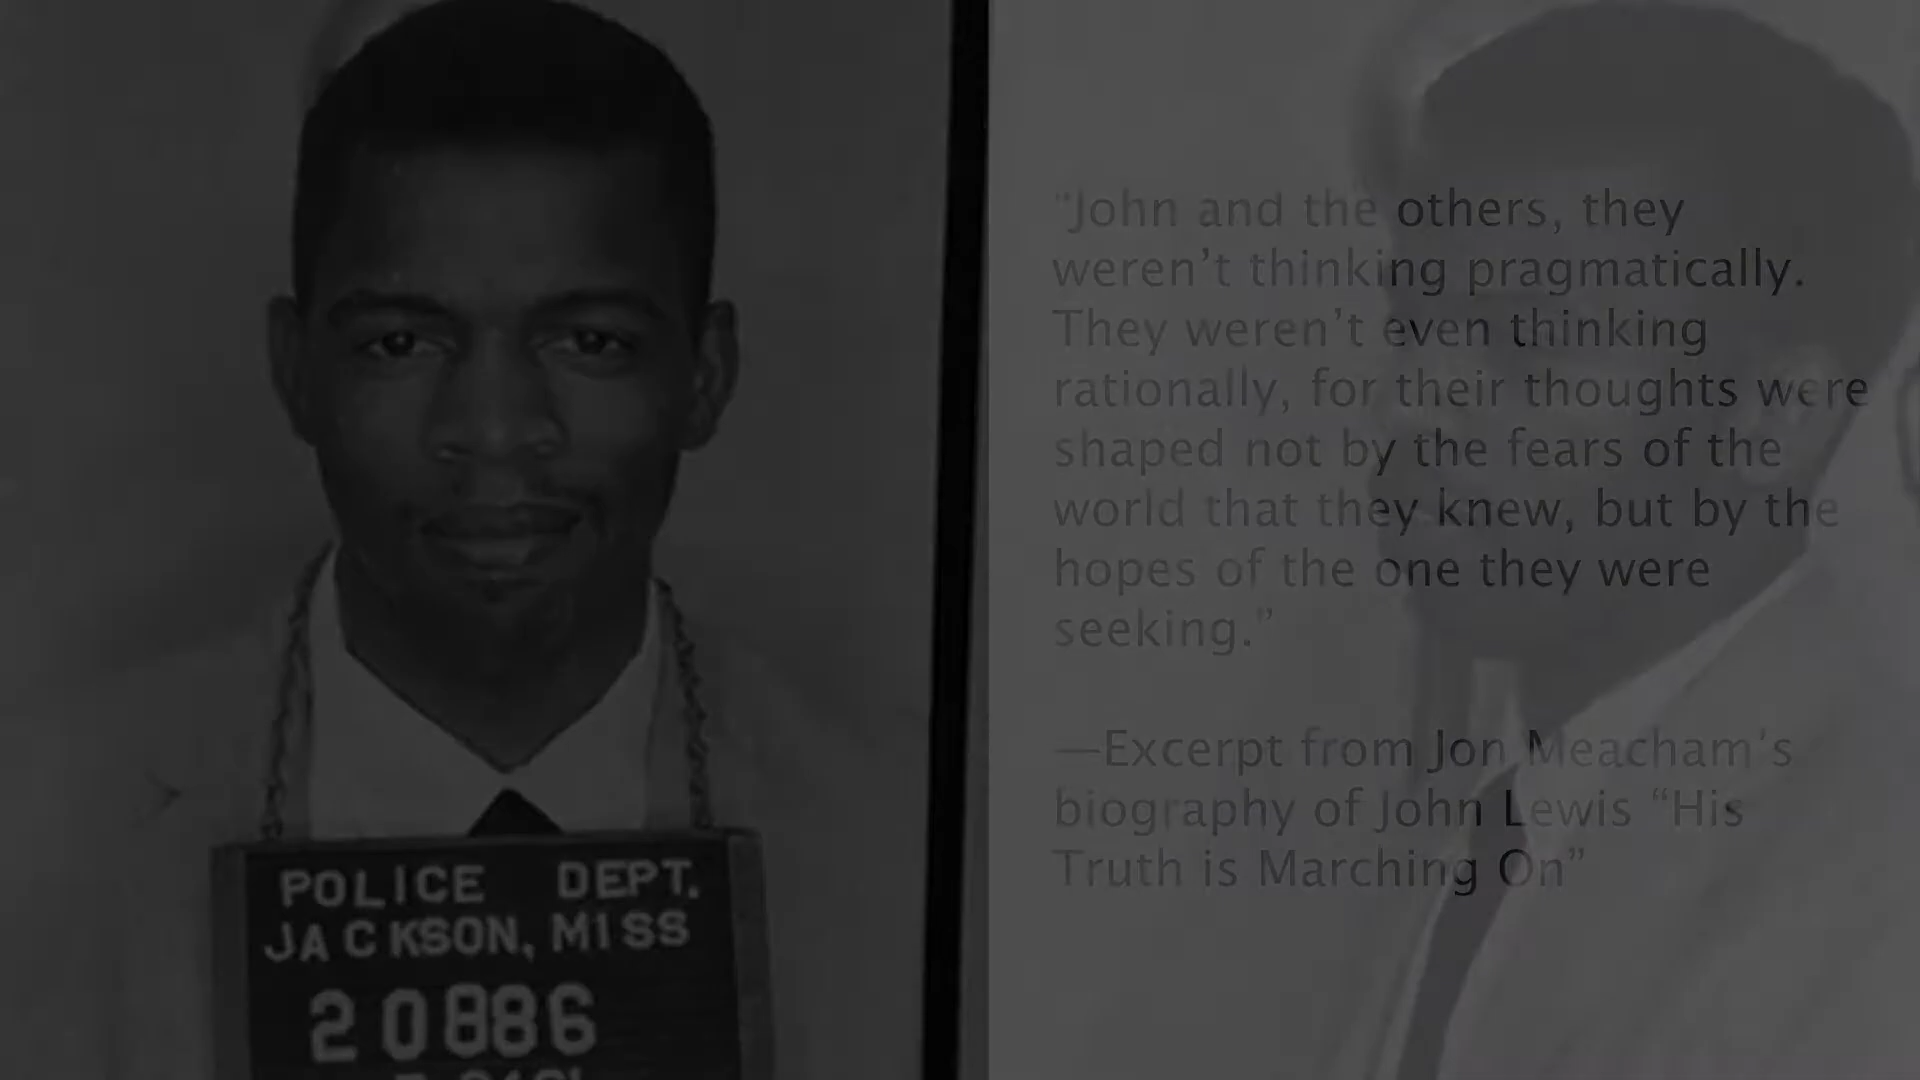 POLICE DEPT.
JACKSON, MISS
20886
“John and the others, they
weren’t thinking pragmatically.
They weren’t even thinking
rationally, for their thoughts were
shaped not by the fears of the
world that they knew, but by the
hopes of the one they were
seeking.”
—Excerpt from Jon Meacham’s
biography of John Lewis “His
Truth is Marching On”